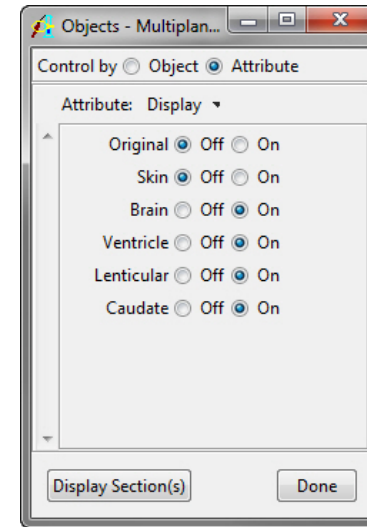 Objects - Multiplan...
Control by Object Attribute
Attribute: Display
Original Off On
Skin Off On
Brain Off On
Ventricle Off On
Lenticular Off On
Caudate Off On
Display Section(s) Done